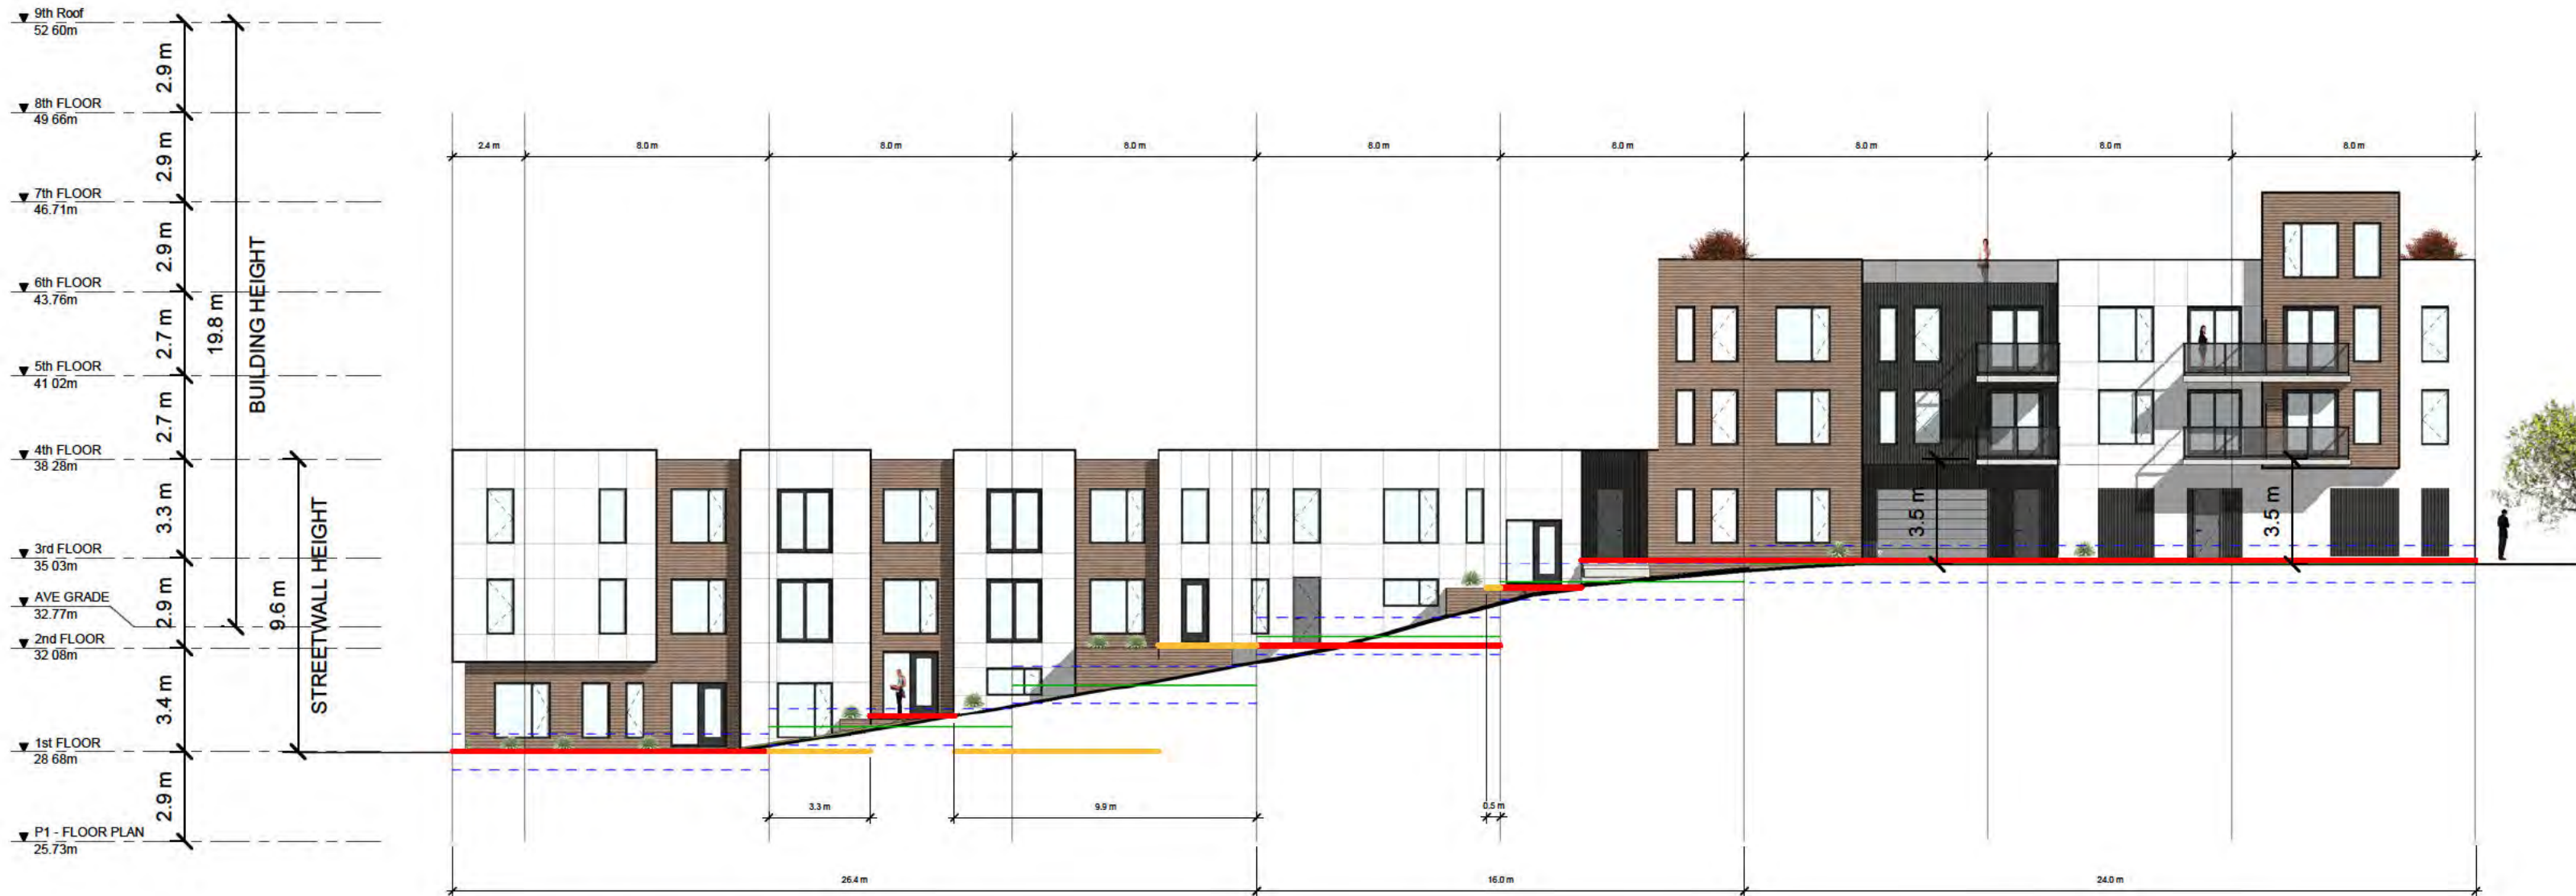 9th Roof
52 60m
2.9 m
8th FLOOR
49 66m
2.9 m
7th FLOOR
46.71m
2.9 m
6th FLOOR
43.76m
2.7 m
5th FLOOR
41 02m
2.7 m
4th FLOOR
38 28m
3.3 m
3rd FLOOR
35 03m
2.9 m
AVE GRADE
32.77m
2nd FLOOR
32 08m
3.4 m
1st FLOOR
28 68m
2.9 m
P1 - FLOOR PLAN
25.73m
19.8 m
BUILDING HEIGHT
9.6 m
STREETWALL HEIGHT
2.4 m
8.0 m
8.0 m
8.0 m
8.0 m
8.0 m
8.0 m
8.0 m
8.0 m
3.5 m
3.5 m
3.3 m
9.9 m
0.5 m
26.4 m
16.0 m
24.0 m